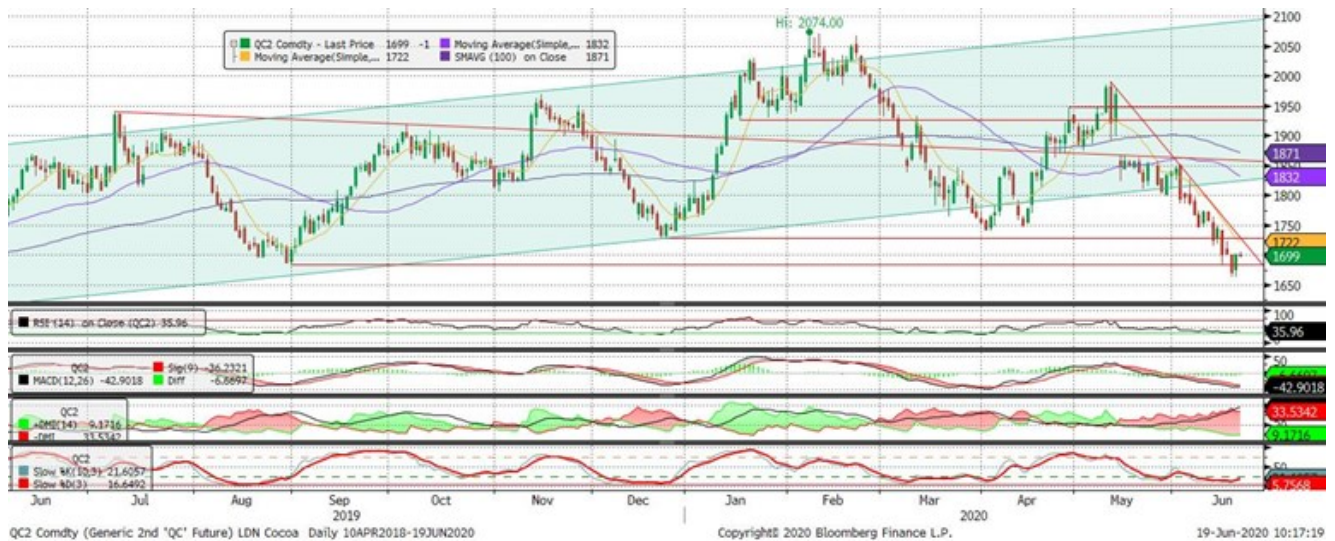 Hi: 2074.00
QC2 Comdty - Last Price 1699 -1 Moving Average(Simple,... 1832
Moving Average(Simple,... 1722 SMAVG (100) on Close 1871
2100
2050
2000
1950
1900
1871
1832
1800
1750
1722
1699
1650
RSI (14) on Close (QC2) 35.96
100
35.96
QC2 Sig(9) -36.2321
MACD(12,26) -42.9018 Diff -6.6697
50
-6.6697
-42.9018
QC2
+DMI(14) 9.1716
-DMI 33.5342
33.5342
9.1716
QC2
Slow %K(10,3) 21.6057
Slow %D(3) 16.6492
50
5.7568
Jun Jul Aug Sep Oct Nov Dec Jan Feb Mar Apr May Jun
2019 2020
QC2 Comdty (Generic 2nd 'QC' Future) LDN Cocoa Daily 10APR2018-19JUN2020 Copyright© 2020 Bloomberg Finance L.P. 19-Jun-2020 10:17:19